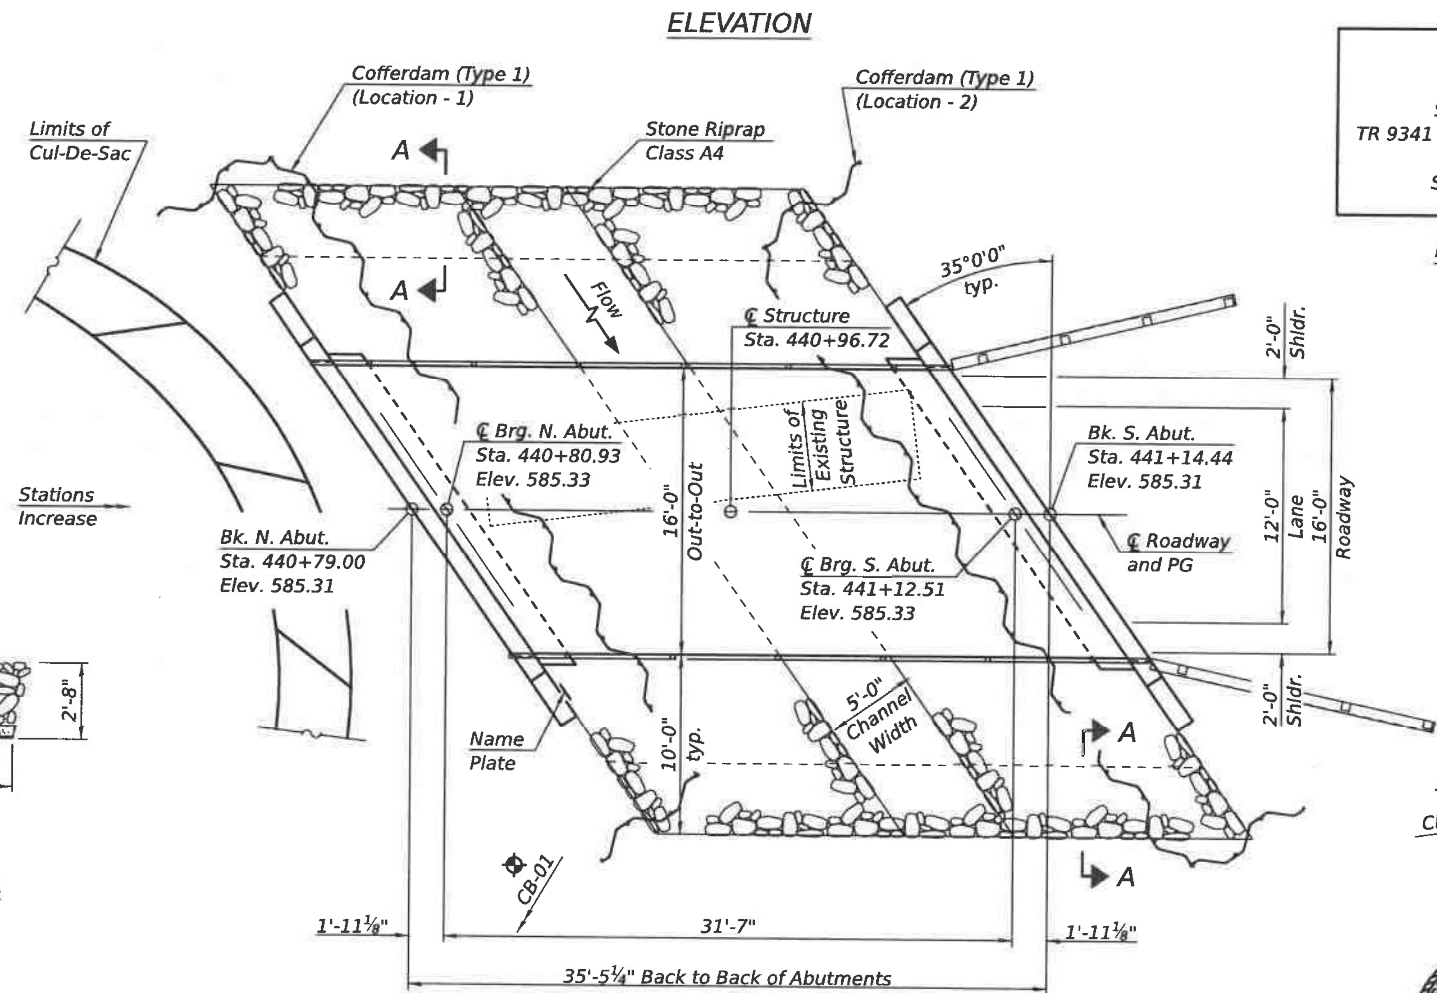 ELEVATION
Cofferdam (Type 1)
(Location - 1)
Cofferdam (Type 1)
(Location - 2)
Limits of
Cul-De-Sac
A
Stone Riprap
Class A4
TR 9341
A
Flow
35°0'0"
typ.
℄ Structure
Sta. 440+96.72
2'-0"
Shldr.
℄ Brg. N. Abut.
Sta. 440+80.93
Elev. 585.33
Limits of
Existing
Structure
Bk. S. Abut.
Sta. 441+14.44
Elev. 585.31
Stations
Increase
16'-0"
Out-to-Out
12'-0"
Lane
16'-0"
Roadway
Bk. N. Abut.
Sta. 440+79.00
Elev. 585.31
℄ Brg. S. Abut.
Sta. 441+12.51
Elev. 585.33
℄ Roadway
and PG
2'-8"
5'-0"
Channel
Width
2'-0"
Shldr.
Name
Plate
10'-0"
typ.
A
CB-01
A
1'-11⅛"
31'-7"
1'-11⅛"
35'-5¼" Back to Back of Abutments